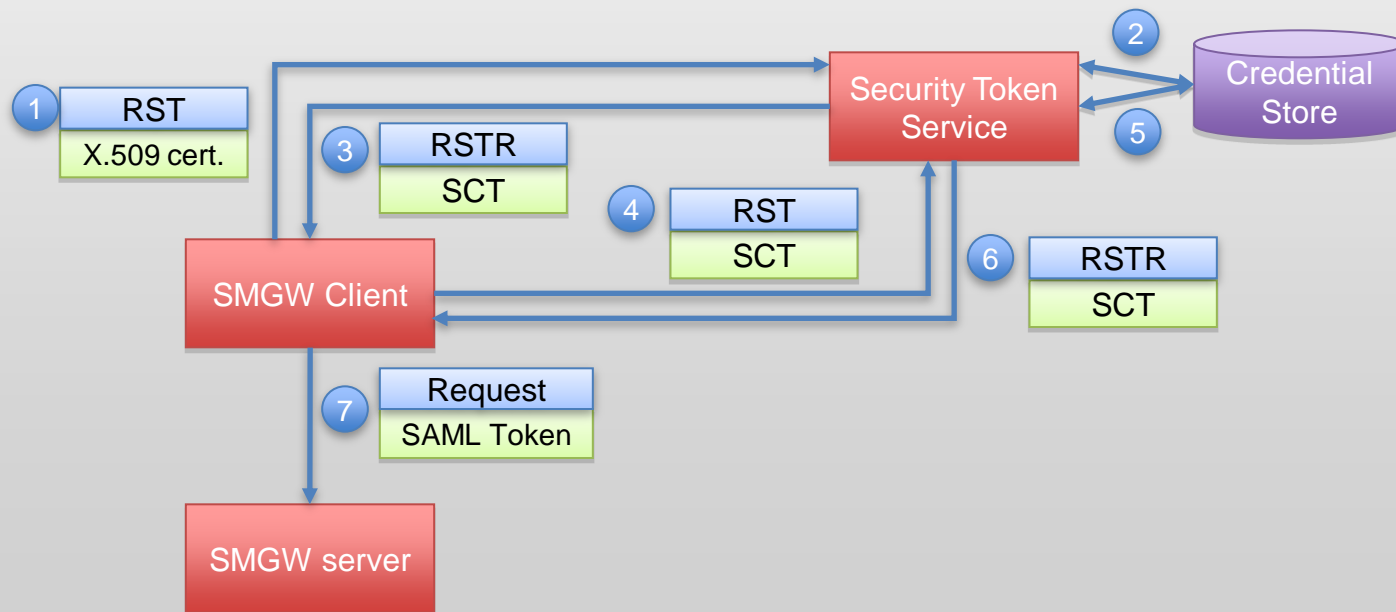 1
RST
X.509 cert.
2
Security Token
Service
Credential
Store
5
3
RSTR
SCT
4
RST
SCT
6
RSTR
SCT
SMGW Client
7
Request
SAML Token
SMGW server